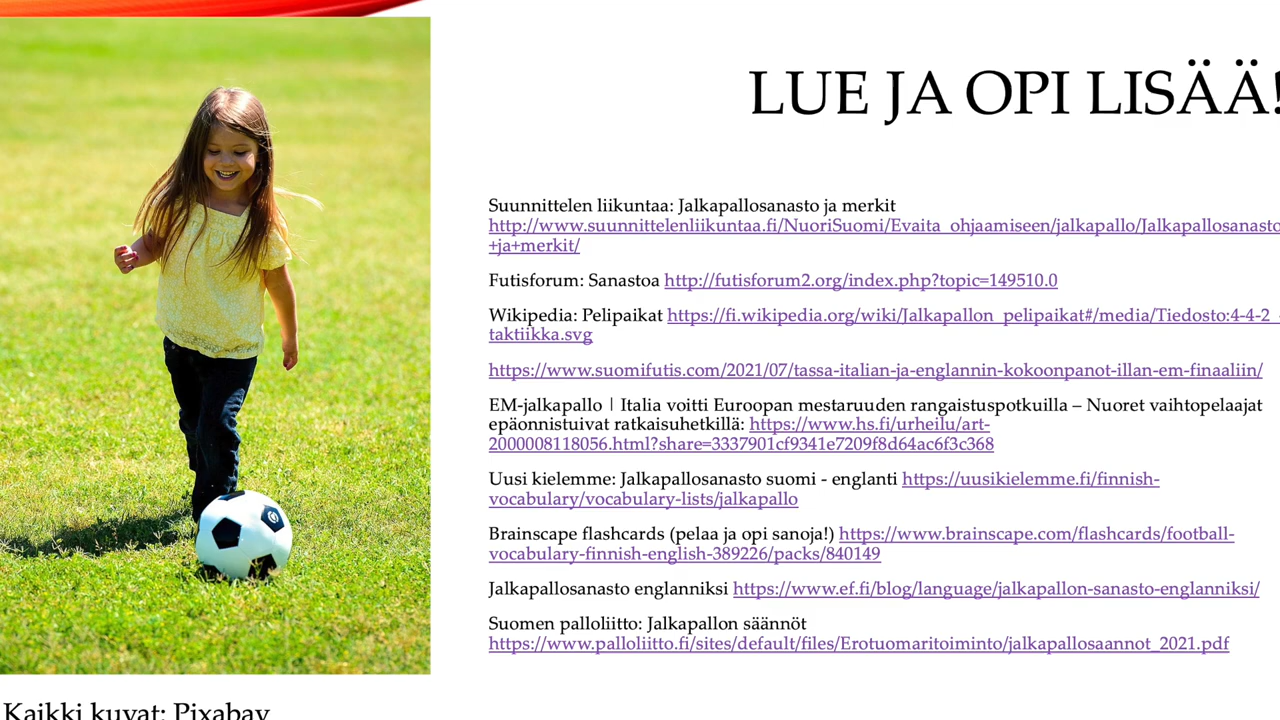 LUE JA OPI LISÄÄ!
Suunnittelen liikuntaa: Jalkapallosanasto ja merkit
http://www.suunnittelenliikuntaa.fi/NuoriSuomi/Evaita_ohjaamiseen/jalkapallo/Jalkapallosanasto
+ja+merkit/
Futisforum: Sanastoa http://futisforum2.org/index.php?topic=149510.0
Wikipedia: Pelipaikat https://fi.wikipedia.org/wiki/Jalkapallon_pelipaikat#/media/Tiedosto:4-4-2_-
taktiikka.svg
https://www.suomifutis.com/2021/07/tassa-italian-ja-englannin-kokoonpanot-illan-em-finaaliin/
EM-jalkapallo | Italia voitti Euroopan mestaruuden rangaistuspotkuilla – Nuoret vaihtopelaajat
epäonnistuivat ratkaisuhetkillä: https://www.hs.fi/urheilu/art-
2000008118056.html?share=3337901cf9341e7209f8d64ac6f3c368
Uusi kielemme: Jalkapallosanasto suomi - englanti https://uusikielemme.fi/finnish-
vocabulary/vocabulary-lists/jalkapallo
Brainscape flashcards (pelaa ja opi sanoja!) https://www.brainscape.com/flashcards/football-
vocabulary-finnish-english-389226/packs/840149
Jalkapallosanasto englanniksi https://www.ef.fi/blog/language/jalkapallon-sanasto-englanniksi/
Suomen palloliitto: Jalkapallon säännöt
https://www.palloliitto.fi/sites/default/files/Erotuomaritoiminto/jalkapallosaannot_2021.pdf
Kaikki kuvat: Pixabay